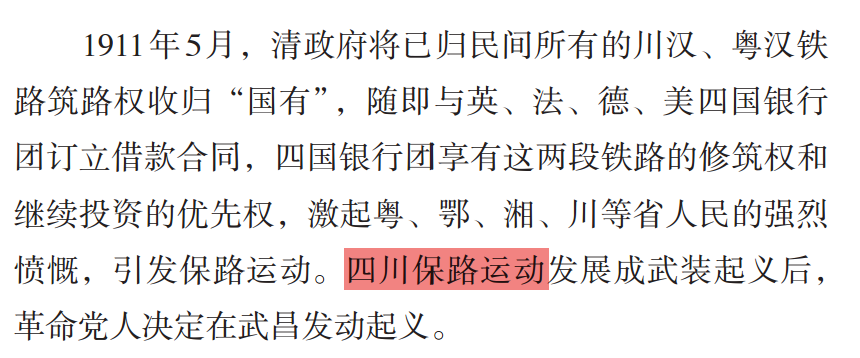 1911年5月，清政府将已归民间所有的川汉、粤汉铁
路筑路权收归“国有”，随即与英、法、德、美四国银行
团订立借款合同，四国银行团享有这两段铁路的修筑权和
继续投资的优先权，激起粤、鄂、湘、川等省人民的强烈
愤慨，引发保路运动。四川保路运动发展成武装起义后，
革命党人决定在武昌发动起义。